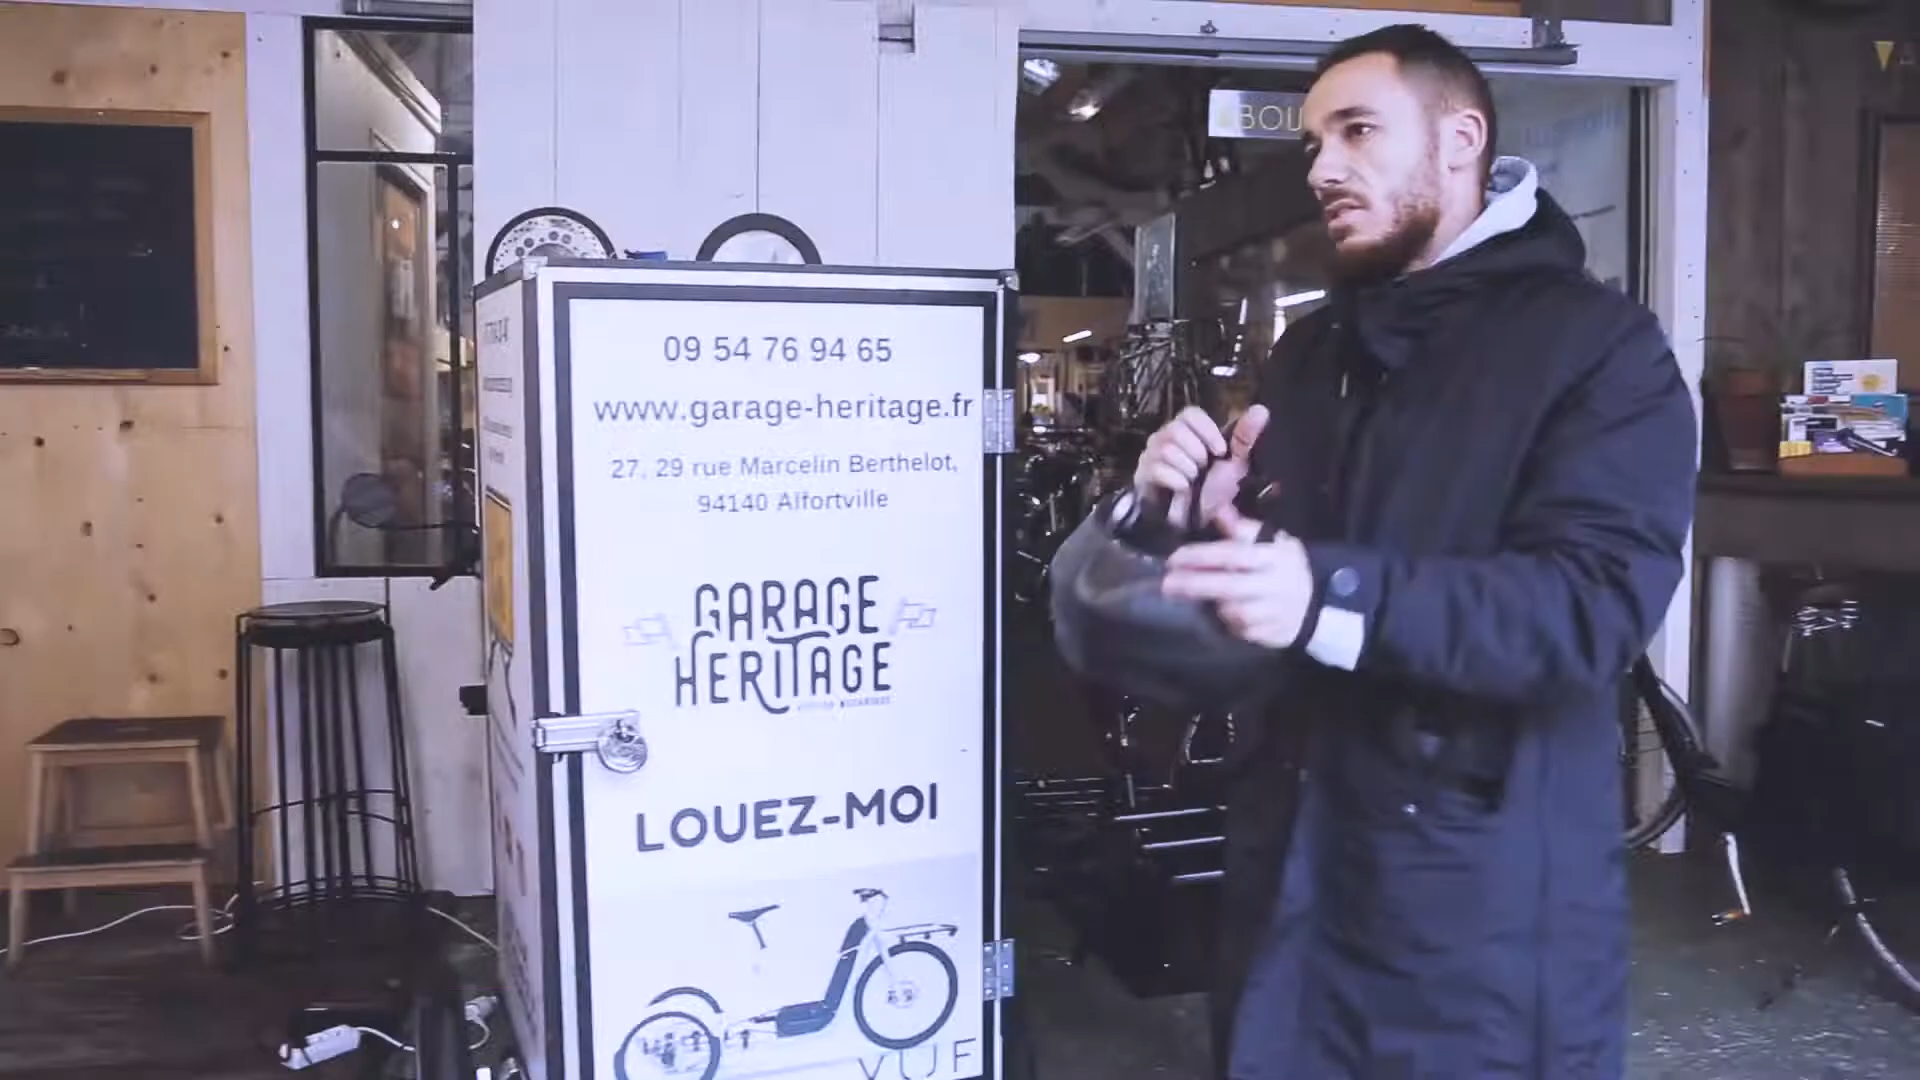 BOU
09 54 76 94 65
www.garage-heritage.fr
27, 29 rue Marcelin Berthelot,
94140 Alfortville
GARAGE
HERITAGE
LOUEZ-MOI
VUF